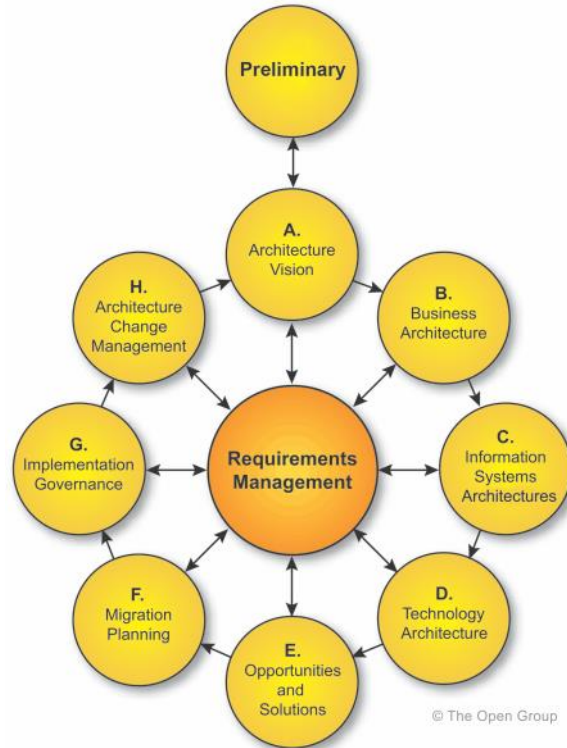 Preliminary
A.
Architecture
Vision
B.
Business
Architecture
C.
Information
Systems
Architectures
D.
Technology
Architecture
E.
Opportunities
and
Solutions
F.
Migration
Planning
G.
Implementation
Governance
H.
Architecture
Change
Management
Requirements
Management
© The Open Group